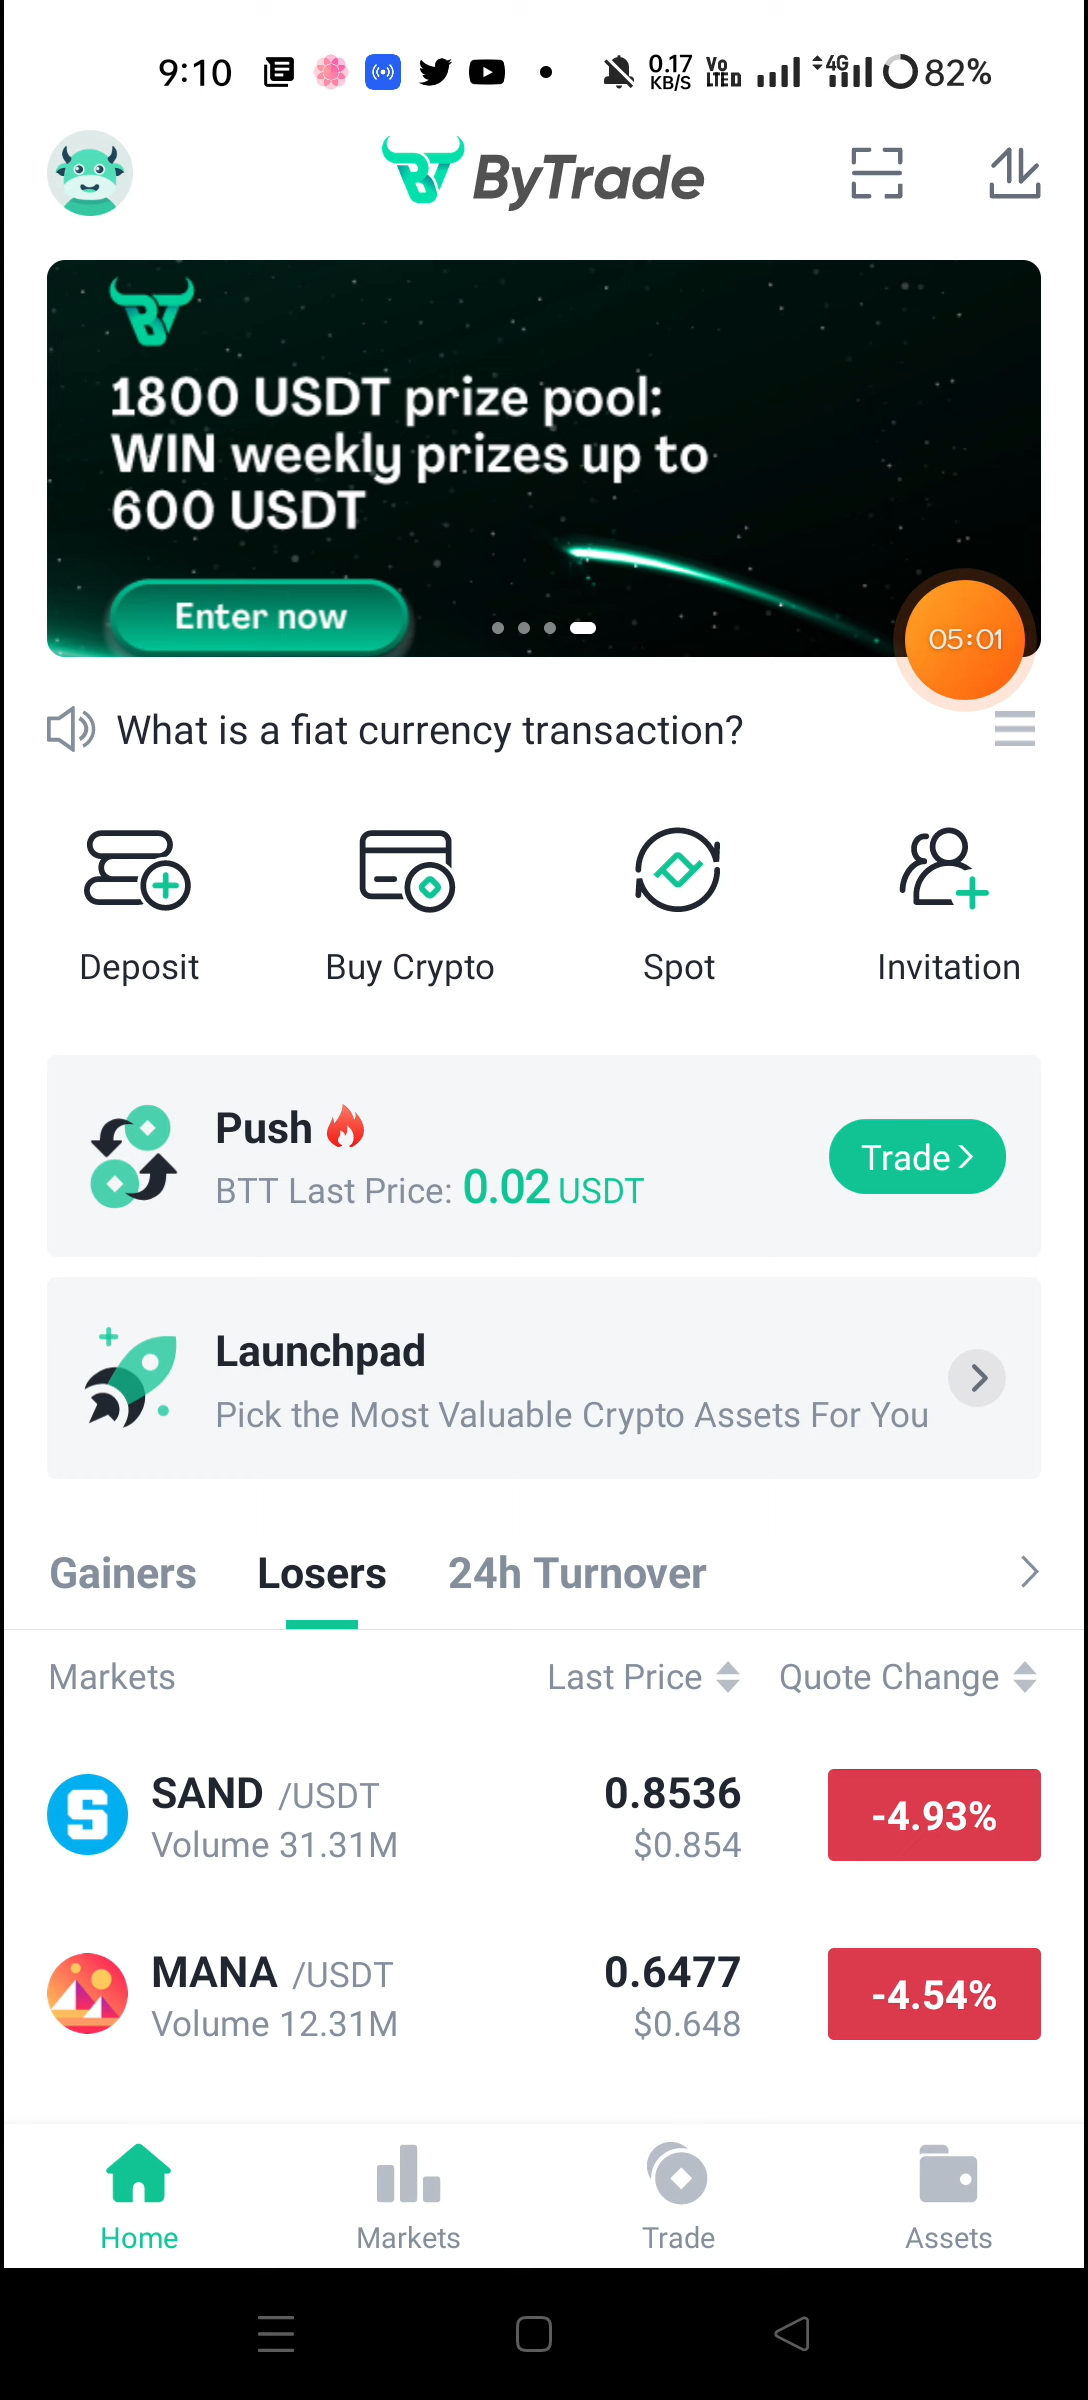 9:10
0.17
KB/S
Vo
LTED
4G
82%
ByTrade
1800 USDT prize pool:
WIN weekly prizes up to
600 USDT
Enter now
05:01
What is a fiat currency transaction?
Deposit
Buy Crypto
Spot
Invitation
Push
BTT Last Price: 0.02 USDT
Trade
Launchpad
Pick the Most Valuable Crypto Assets For You
Gainers
Losers
24h Turnover
Markets
Last Price
Quote Change
SAND /USDT
0.8536
-4.93%
Volume 31.31M
$0.854
MANA /USDT
0.6477
-4.54%
Volume 12.31M
$0.648
Home
Markets
Trade
Assets